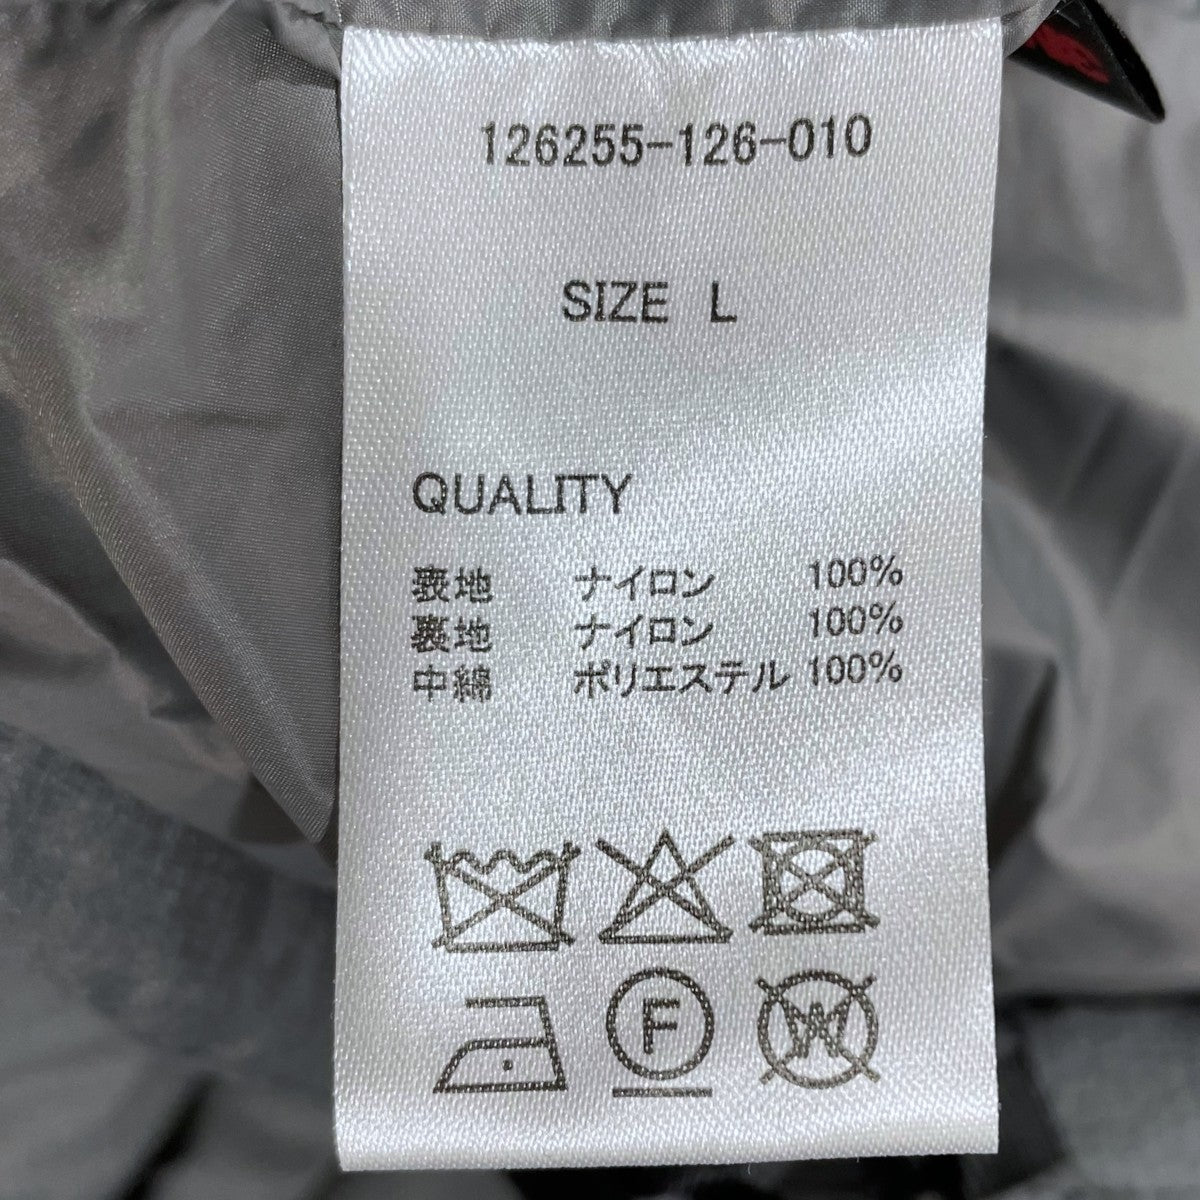 126255-126-010
SIZE L
QUALITY
表地 ナイロン 100%
裏地 ナイロン 100%
中綿 ポリエステル 100%
F
W